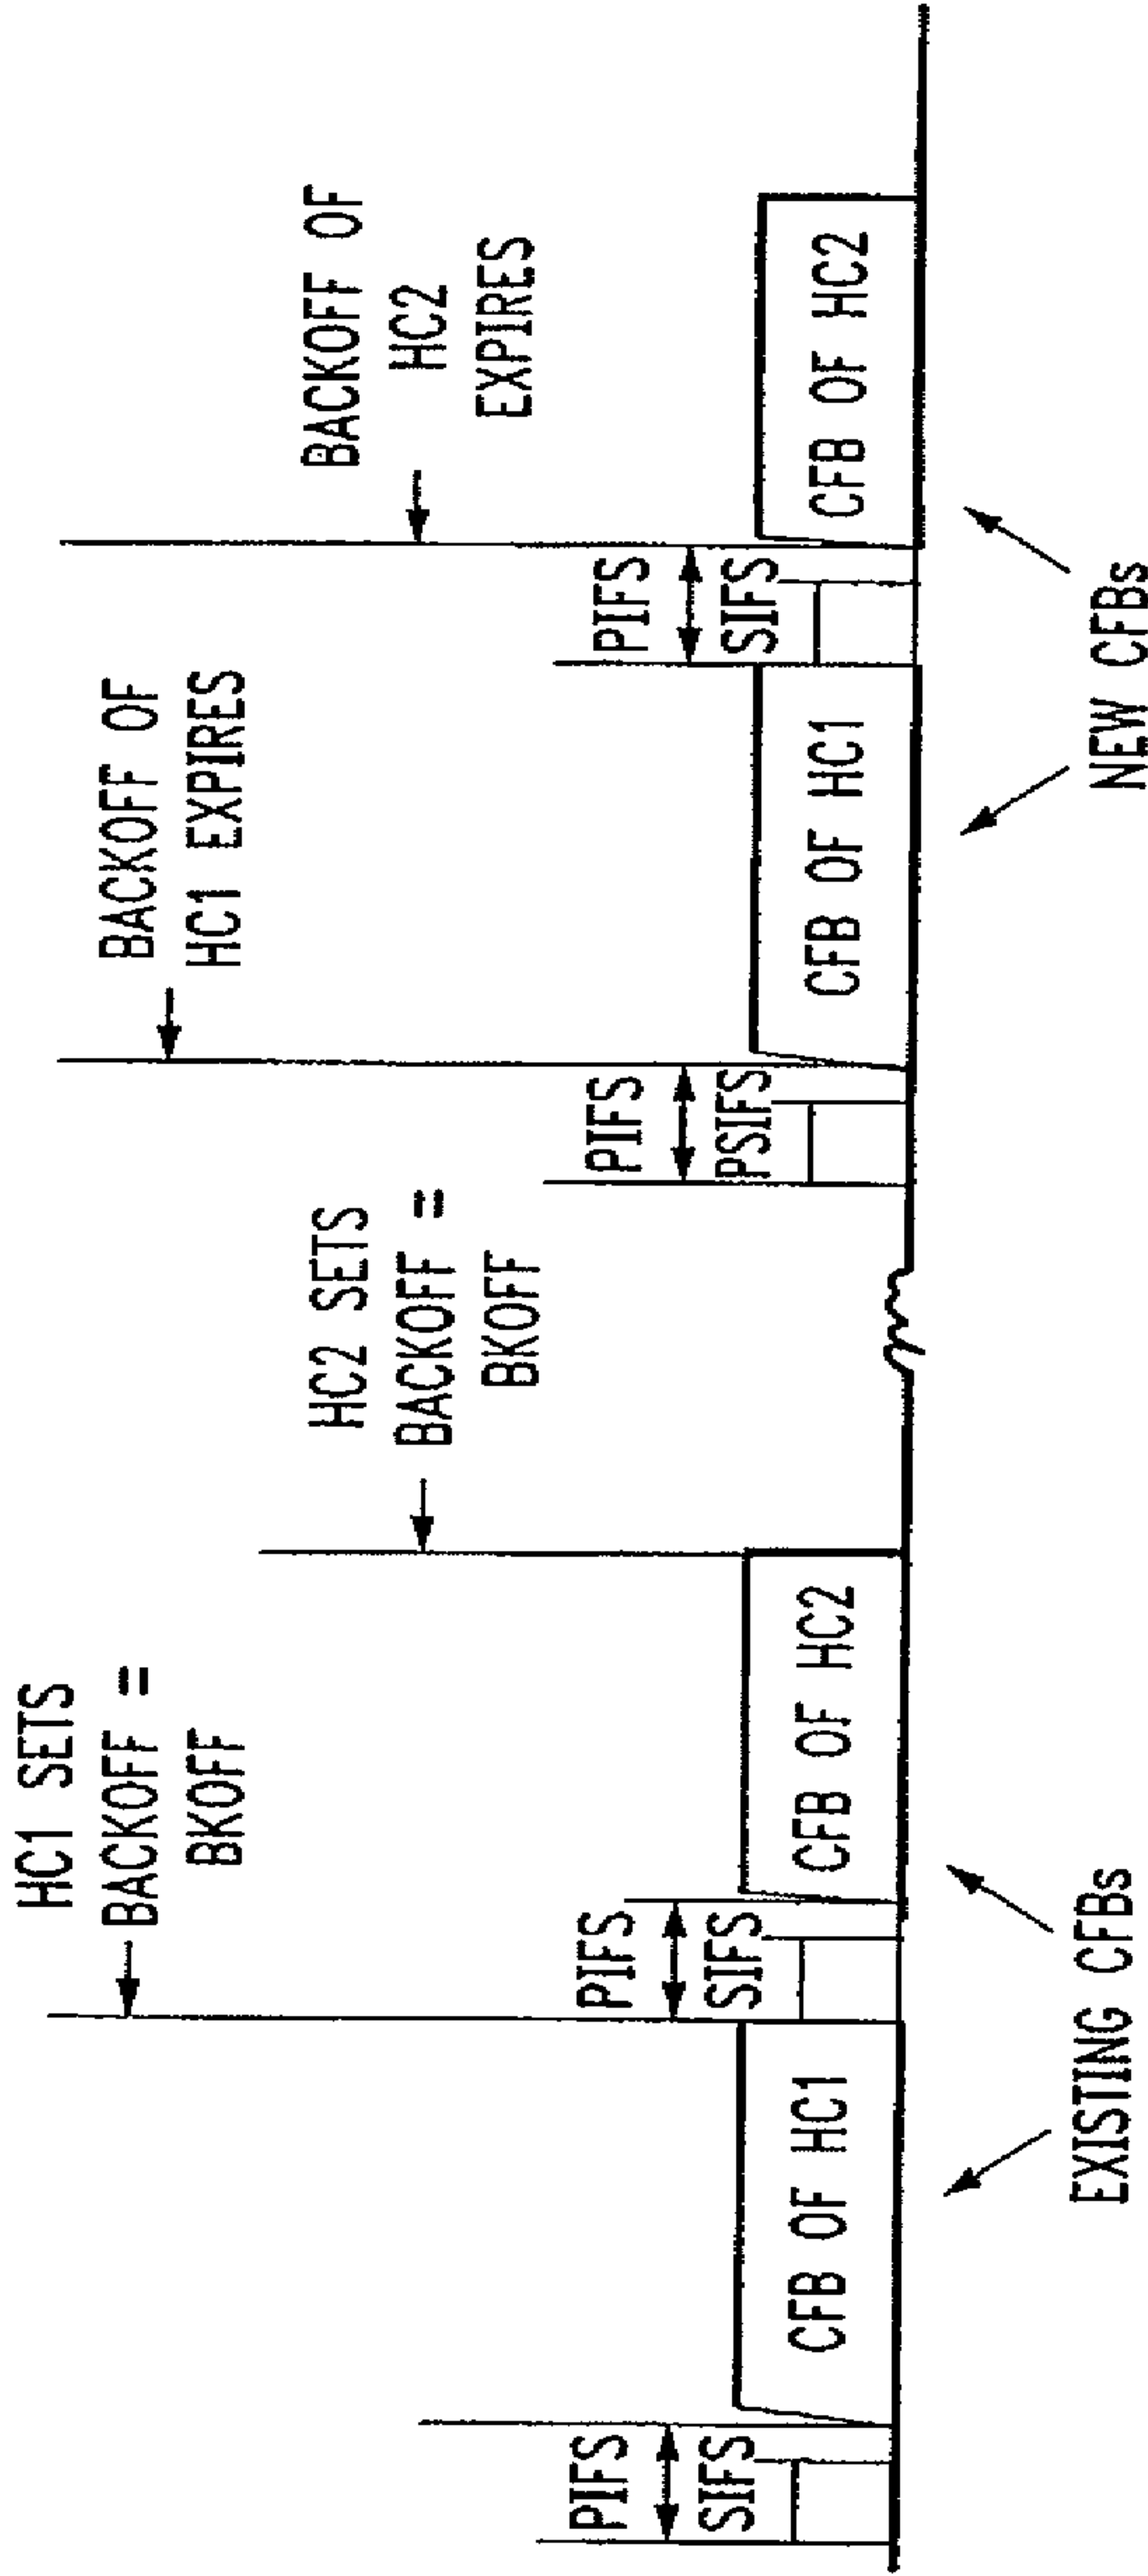 HC1 SETS
BACKOFF =
BKOFF
HC2 SETS
BACKOFF =
BKOFF
BACKOFF OF
HC1 EXPIRES
BACKOFF OF
HC2
EXPIRES
PIFS
SIFS
CFB OF HC1
PIFS
SIFS
CFB OF HC2
PIFS
PSIFS
CFB OF HC1
PIFS
SIFS
CFB OF HC2
EXISTING CFBs
NEW CFBs